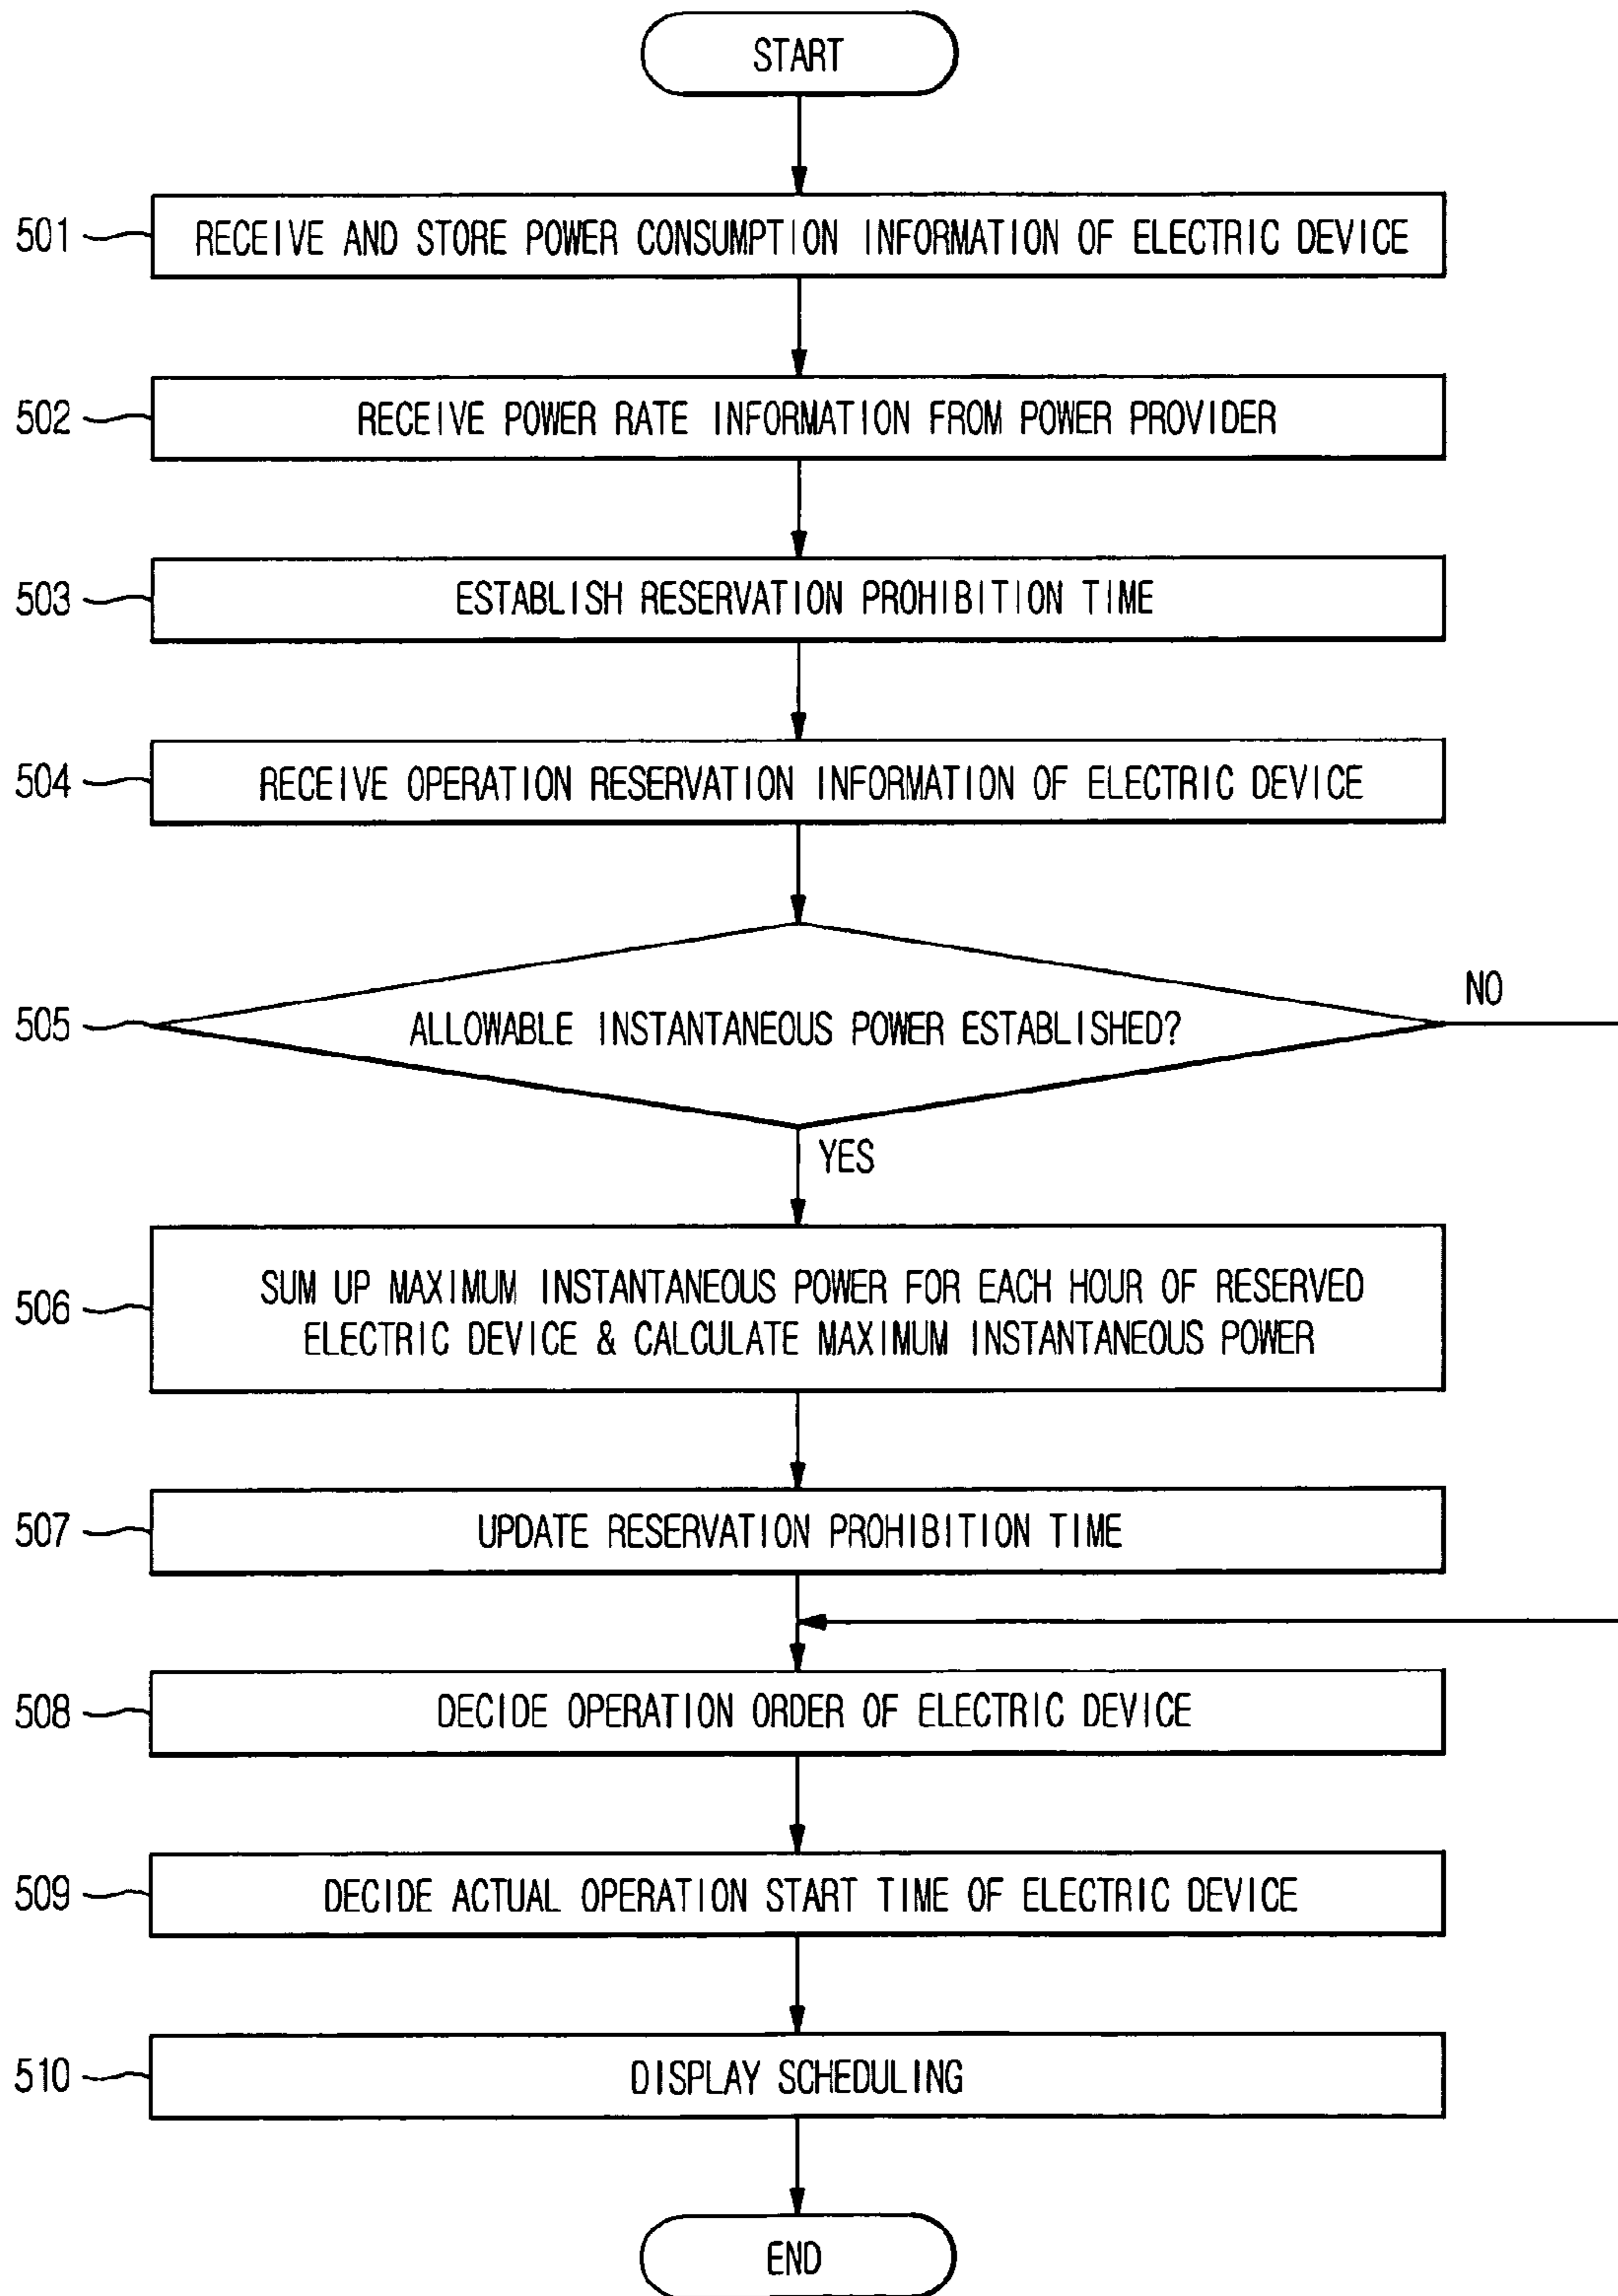 START
501
RECEIVE AND STORE POWER CONSUMPTION INFORMATION OF ELECTRIC DEVICE
502
RECEIVE POWER RATE INFORMATION FROM POWER PROVIDER
503
ESTABLISH RESERVATION PROHIBITION TIME
504
RECEIVE OPERATION RESERVATION INFORMATION OF ELECTRIC DEVICE
505
ALLOWABLE INSTANTANEOUS POWER ESTABLISHED?
NO
YES
506
SUM UP MAXIMUM INSTANTANEOUS POWER FOR EACH HOUR OF RESERVED
ELECTRIC DEVICE & CALCULATE MAXIMUM INSTANTANEOUS POWER
507
UPDATE RESERVATION PROHIBITION TIME
508
DECIDE OPERATION ORDER OF ELECTRIC DEVICE
509
DECIDE ACTUAL OPERATION START TIME OF ELECTRIC DEVICE
510
DISPLAY SCHEDULING
END